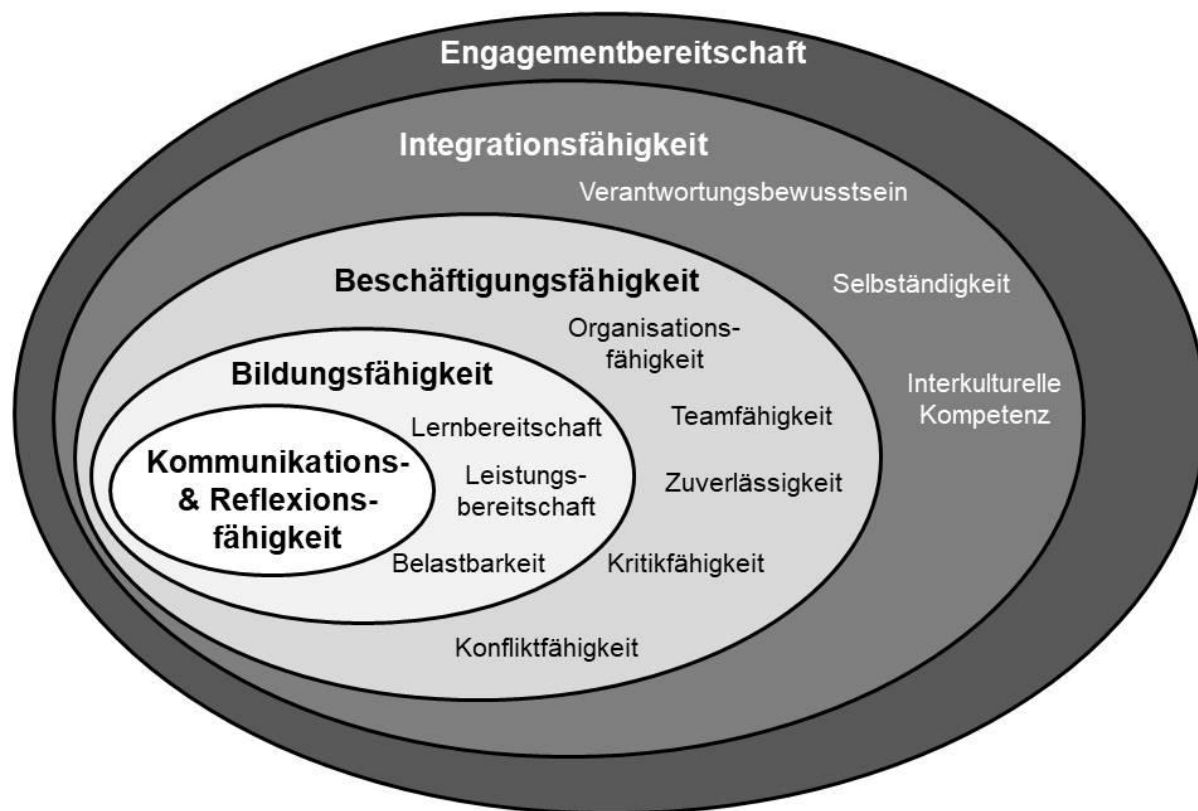 Engagementbereitschaft
Integrationsfähigkeit
Verantwortungsbewusstsein
Beschäftigungsfähigkeit
Selbständigkeit
Organisations-
fähigkeit
Bildungsfähigkeit
Interkulturelle
Kompetenz
Lernbereitschaft
Teamfähigkeit
Kommunikations-
& Reflexions-
fähigkeit
Leistungs-
bereitschaft
Zuverlässigkeit
Belastbarkeit
Kritikfähigkeit
Konfliktfähigkeit